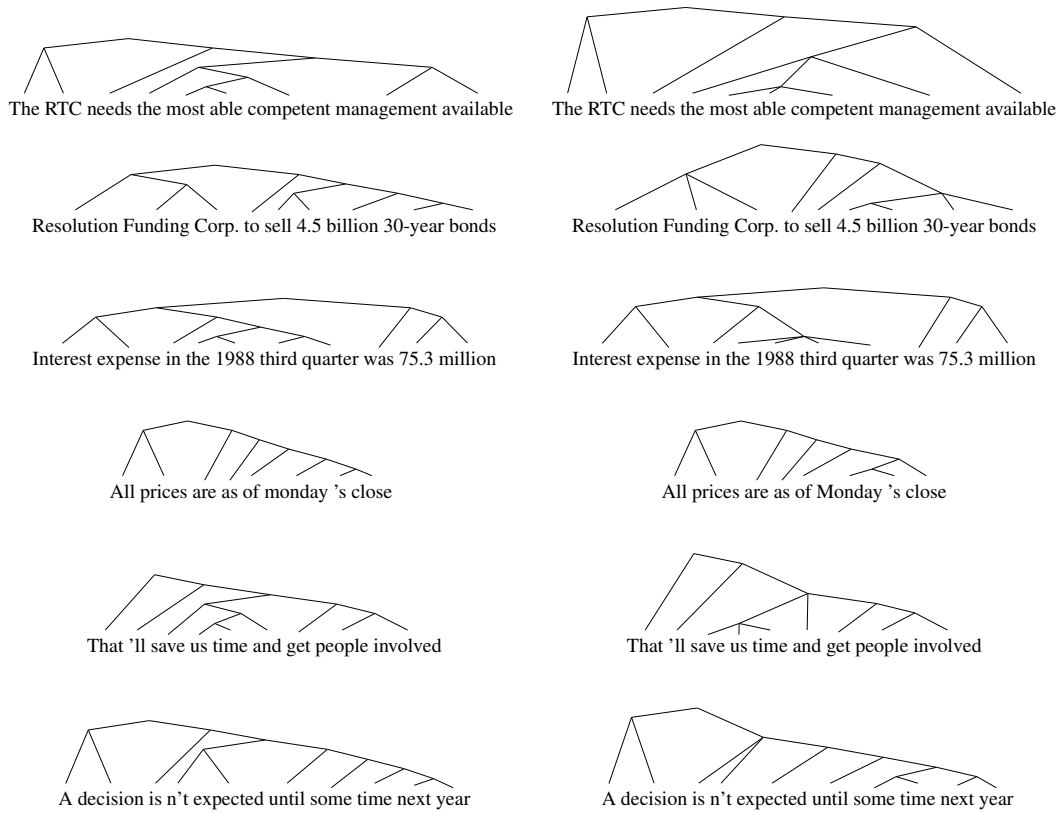 The RTC needs the most able competent management available
The RTC needs the most able competent management available
Resolution Funding Corp. to sell 4.5 billion 30-year bonds
Resolution Funding Corp. to sell 4.5 billion 30-year bonds
Interest expense in the 1988 third quarter was 75.3 million
Interest expense in the 1988 third quarter was 75.3 million
All prices are as of monday ’s close
All prices are as of Monday ’s close
That ’ll save us time and get people involved
That ’ll save us time and get people involved
A decision is n’t expected until some time next year
A decision is n’t expected until some time next year